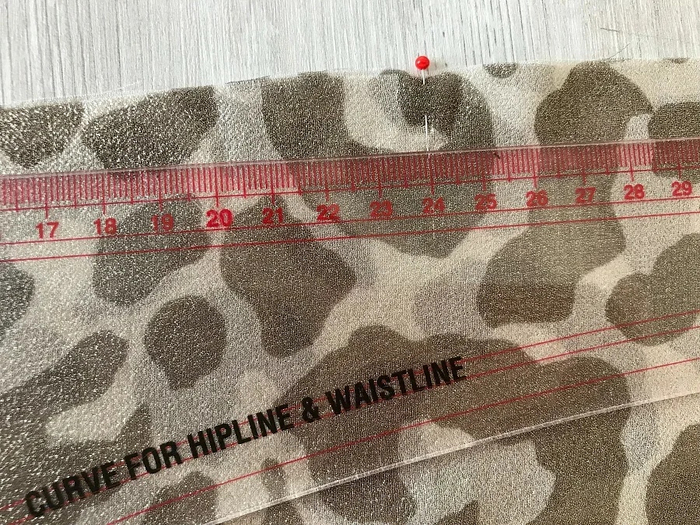 17 18 19 20 21 22 23 24 25 26 27 28 29
CURVE FOR HIPLINE & WAISTLINE